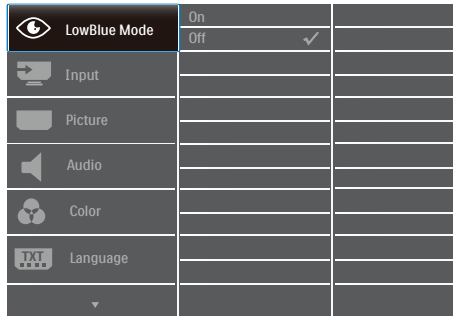 LowBlue Mode
On
Off
Input
Picture
Audio
Color
TXT
Language